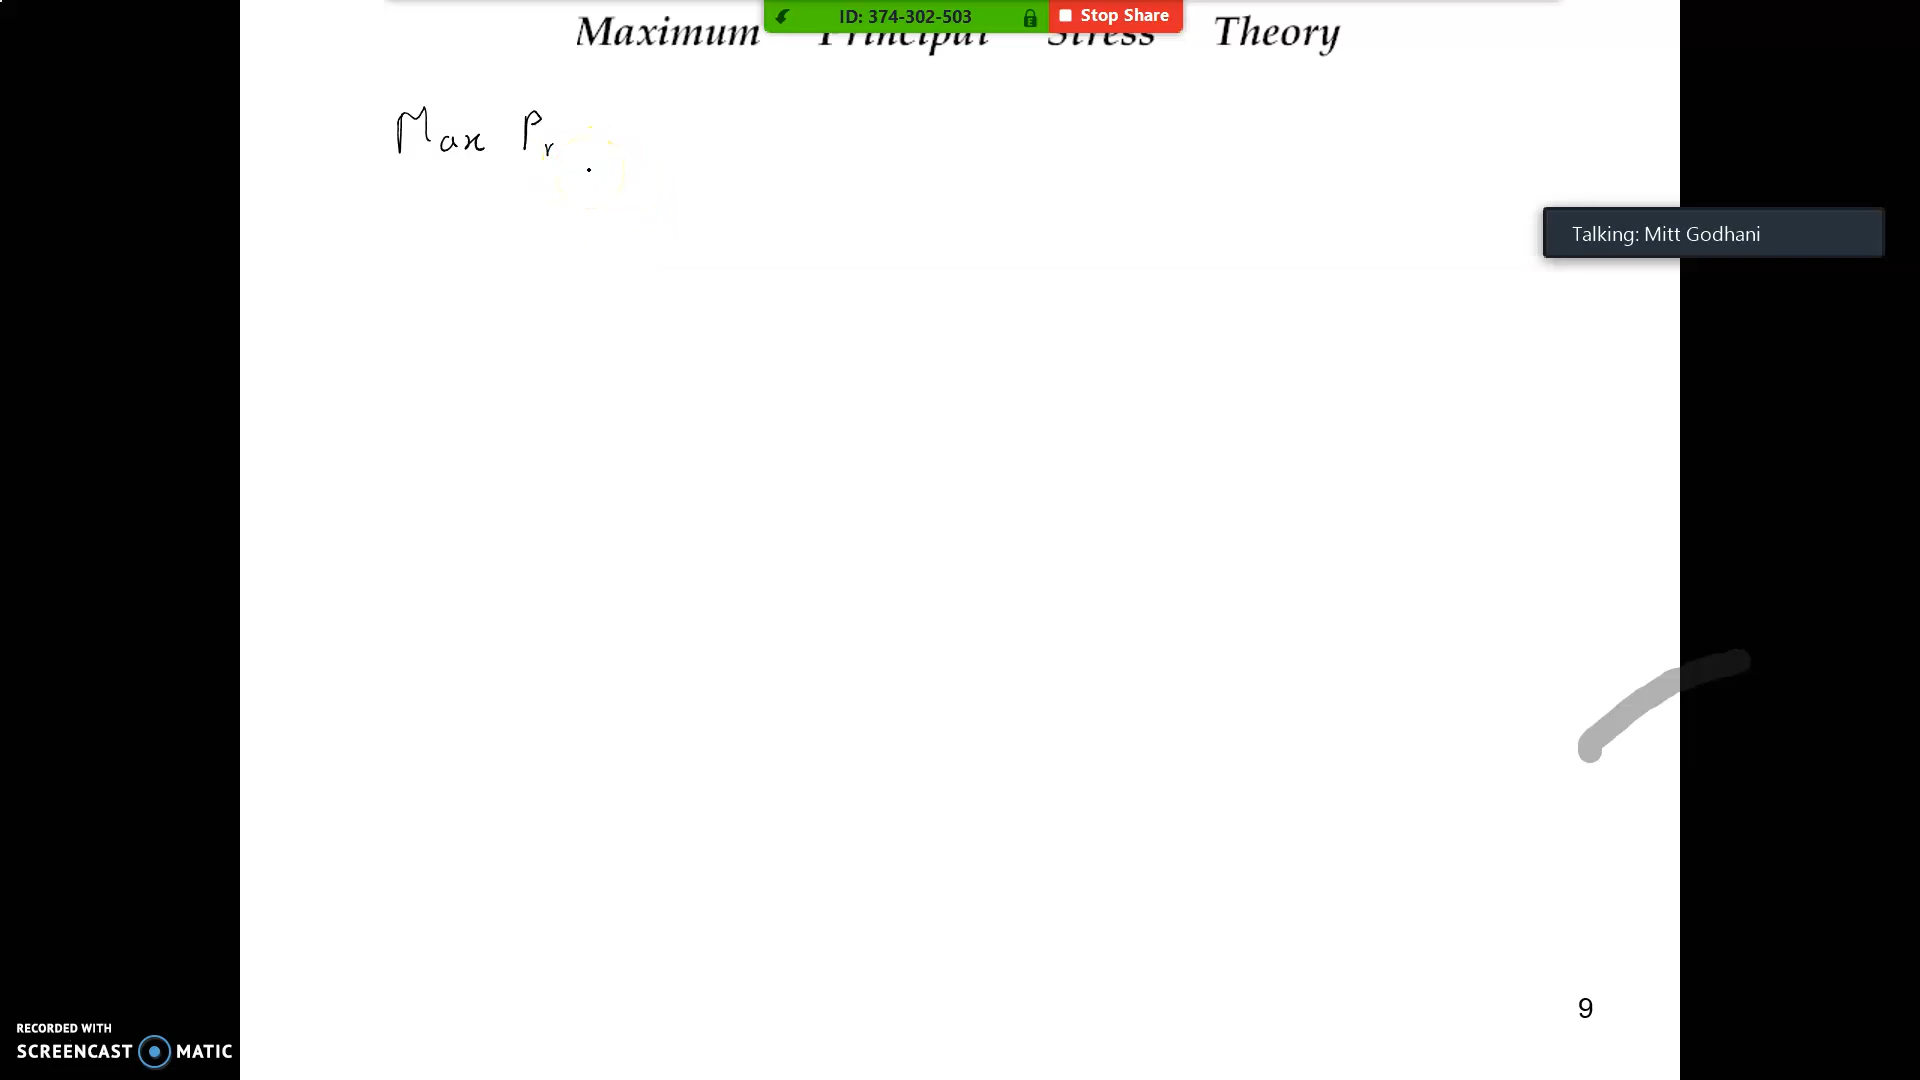 ID: 374-302-503 Stop Share
Maximum Principal Stress Theory
Max Pr
Talking: Mitt Godhani
9
RECORDED WITH
SCREENCAST MATIC